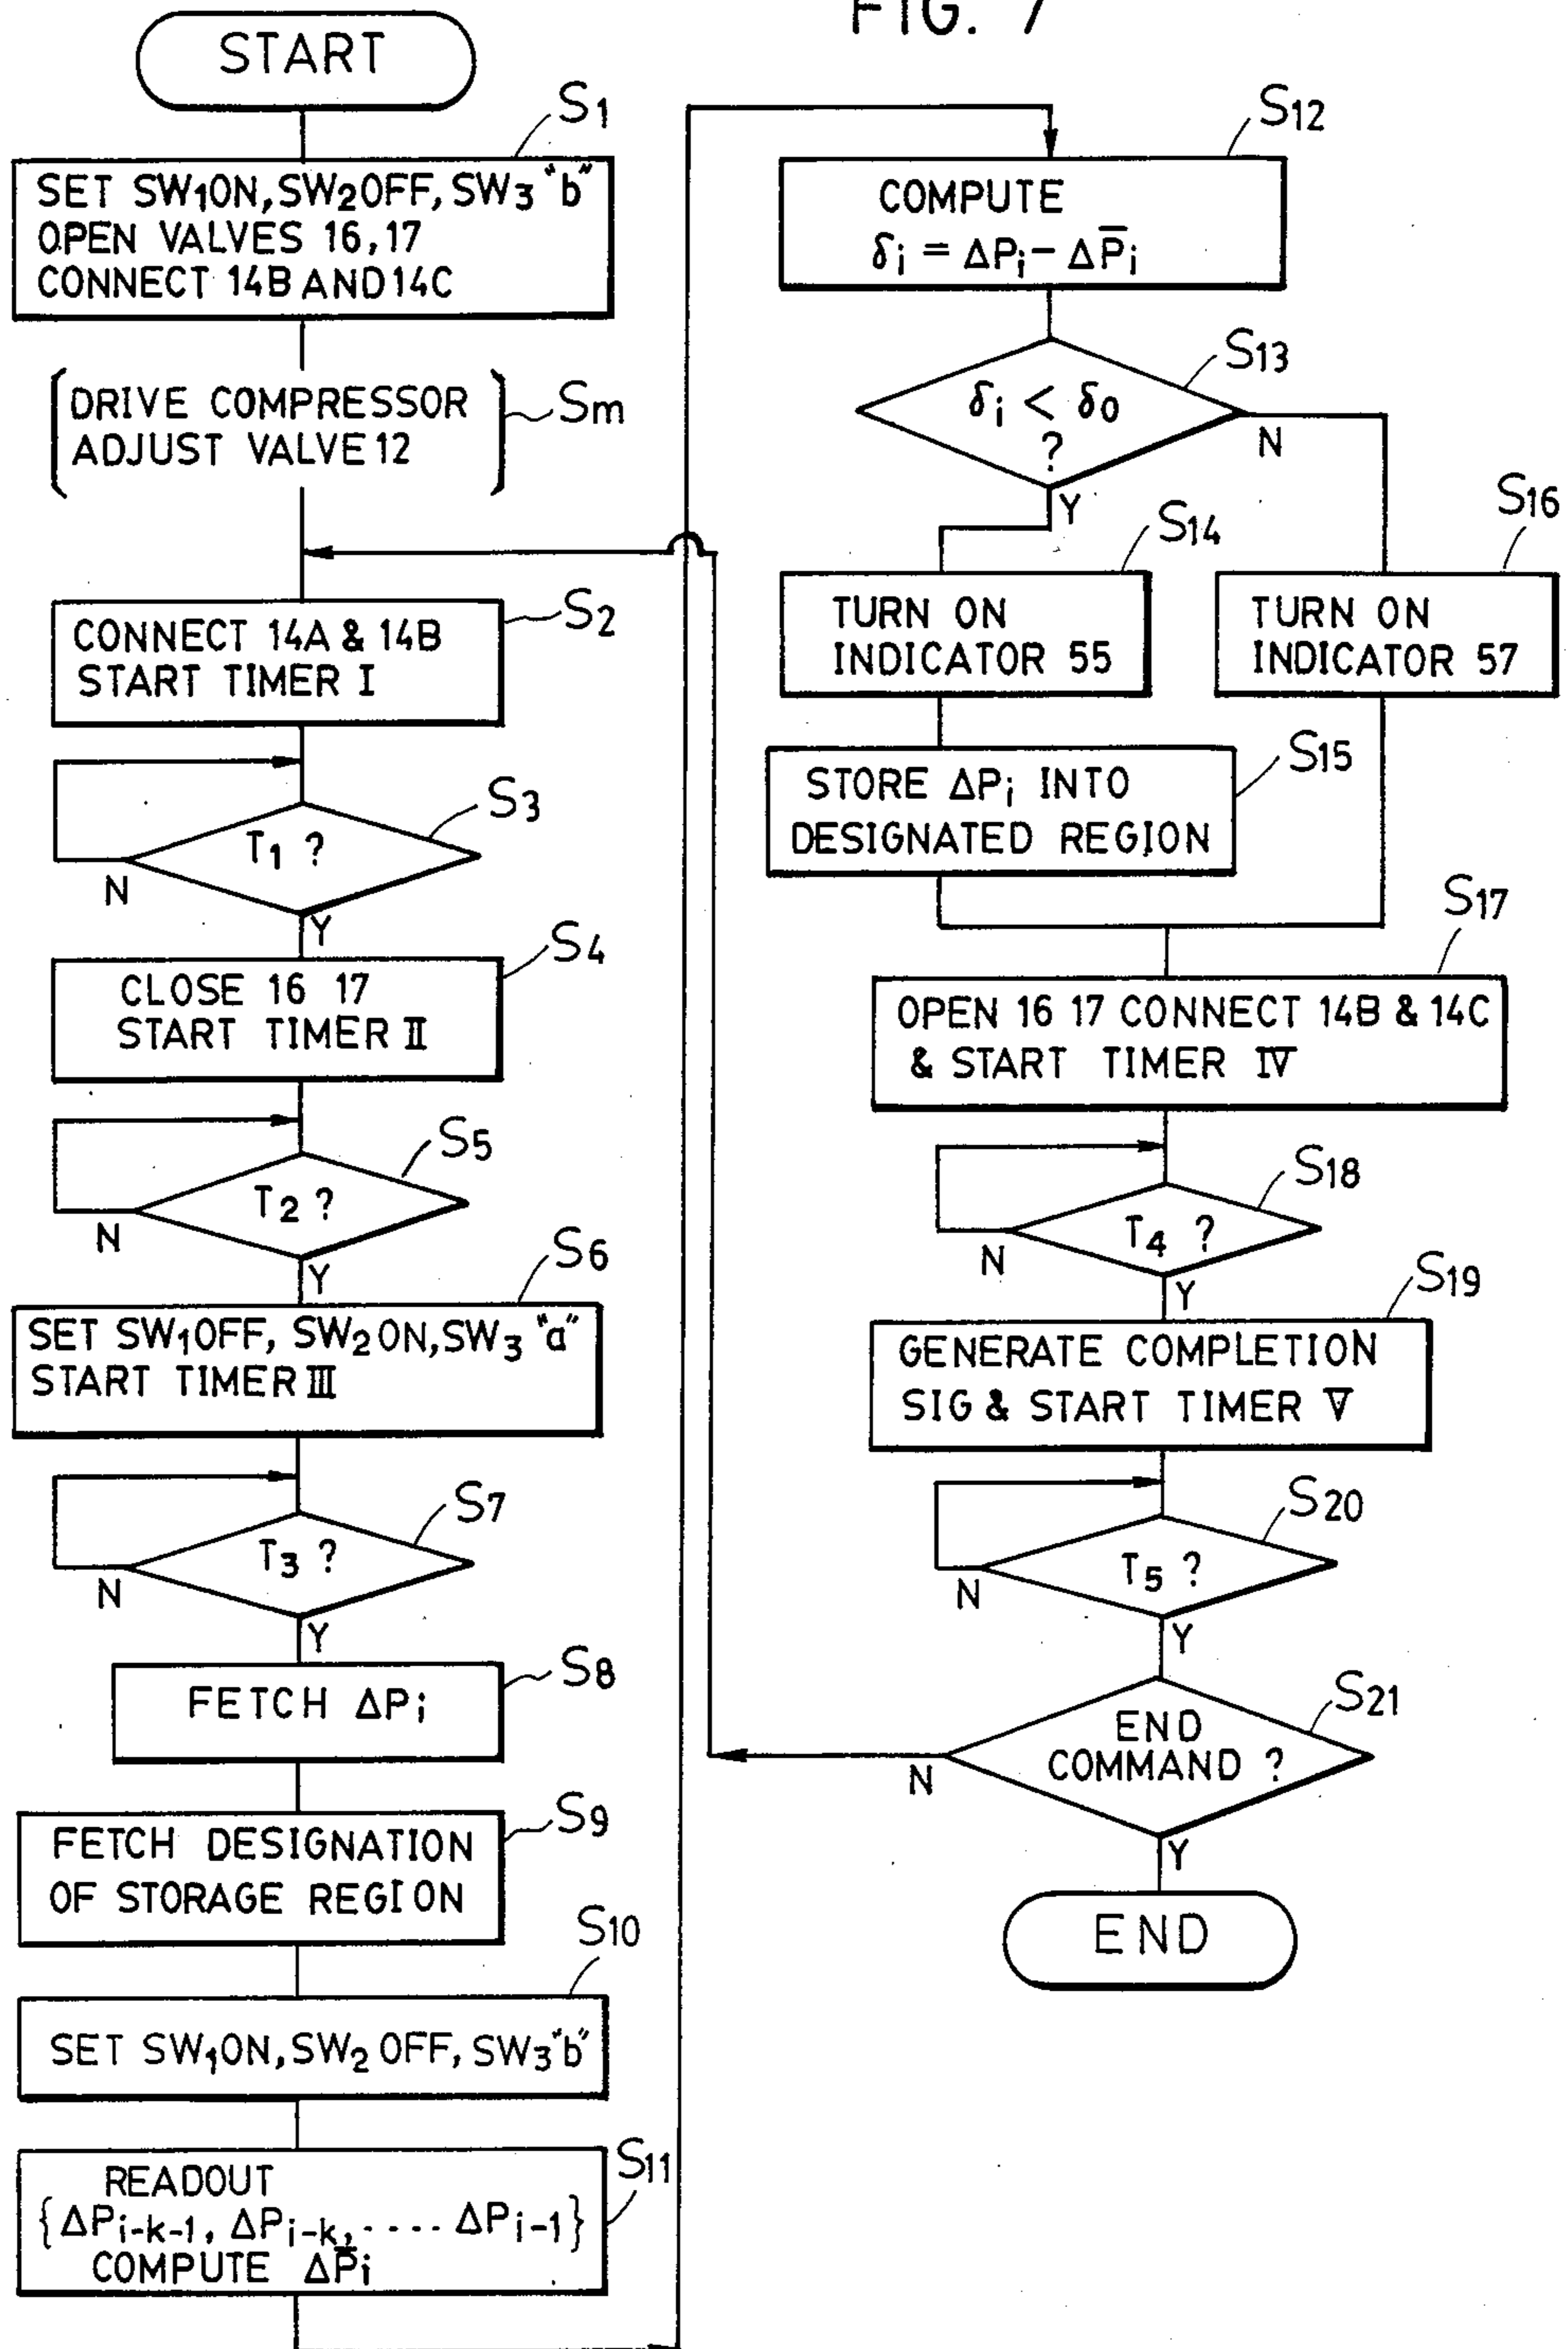 FIG. 7
START
S1
SET SW1ON, SW2OFF, SW3 "b"
OPEN VALVES 16, 17
CONNECT 14B AND 14C
DRIVE COMPRESSOR
ADJUST VALVE 12
Sm
S2
CONNECT 14A & 14B
START TIMER I
S3
T1 ?
N
Y
S4
CLOSE 16 17
START TIMER II
S5
T2 ?
N
Y
S6
SET SW1OFF, SW2ON, SW3 "a"
START TIMER III
S7
T3 ?
N
Y
S8
FETCH ΔPi
S9
FETCH DESIGNATION
OF STORAGE REGION
S10
SET SW1ON, SW2 OFF, SW3 "b"
S11
READOUT
{ΔPi-k-1, ΔPi-k, ---- ΔPi-1}
COMPUTE ΔP̄i
S12
COMPUTE
δi = ΔPi - ΔP̄i
S13
δi < δ0
?
N
Y
S14
TURN ON
INDICATOR 55
S16
TURN ON
INDICATOR 57
S15
STORE ΔPi INTO
DESIGNATED REGION
S17
OPEN 16 17 CONNECT 14B & 14C
& START TIMER IV
S18
T4 ?
N
Y
S19
GENERATE COMPLETION
SIG & START TIMER V
S20
T5 ?
N
Y
S21
END
COMMAND ?
N
Y
END